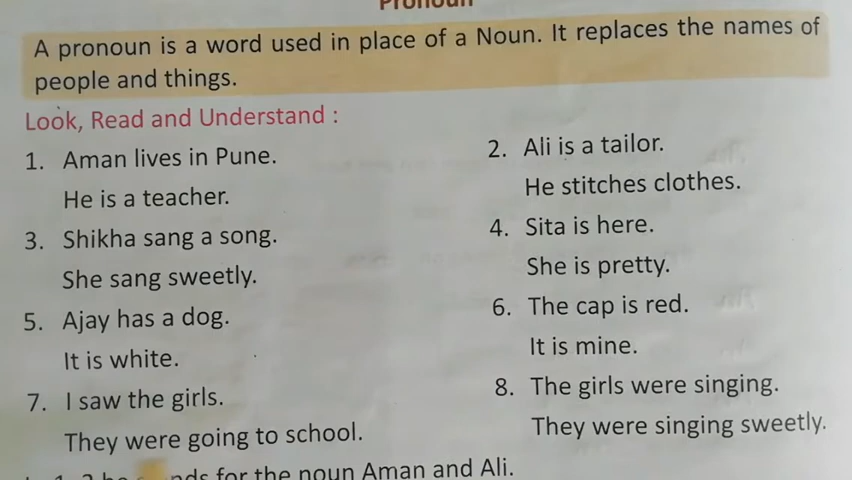 Pronoun
A pronoun is a word used in place of a Noun. It replaces the names of
people and things.
Look, Read and Understand :
1. Aman lives in Pune.
He is a teacher.
2. Ali is a tailor.
He stitches clothes.
3. Shikha sang a song.
She sang sweetly.
4. Sita is here.
She is pretty.
5. Ajay has a dog.
It is white.
6. The cap is red.
It is mine.
7. I saw the girls.
They were going to school.
8. The girls were singing.
They were singing sweetly.
for the noun Aman and Ali.